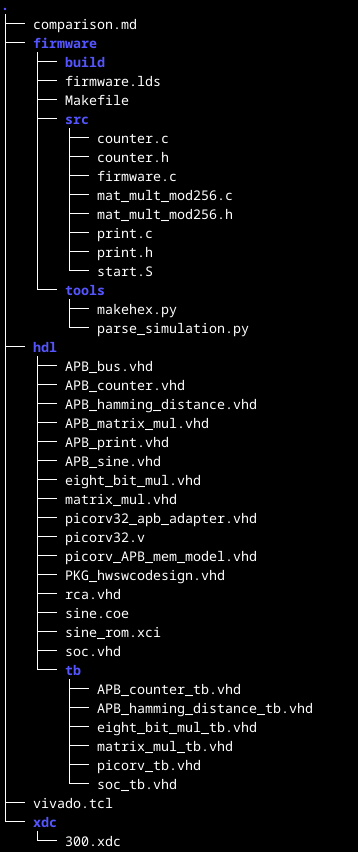 .
├── comparison.md
├── firmware
│   ├── build
│   ├── firmware.lds
│   ├── Makefile
│   ├── src
│   │   ├── counter.c
│   │   ├── counter.h
│   │   ├── firmware.c
│   │   ├── mat_mult_mod256.c
│   │   ├── mat_mult_mod256.h
│   │   ├── print.c
│   │   ├── print.h
│   │   └── start.S
│   └── tools
│       ├── makehex.py
│       └── parse_simulation.py
├── hdl
│   ├── APB_bus.vhd
│   ├── APB_counter.vhd
│   ├── APB_hamming_distance.vhd
│   ├── APB_matrix_mul.vhd
│   ├── APB_print.vhd
│   ├── APB_sine.vhd
│   ├── eight_bit_mul.vhd
│   ├── matrix_mul.vhd
│   ├── picorv32_apb_adapter.vhd
│   ├── picorv32.v
│   ├── picorv_APB_mem_model.vhd
│   ├── PKG_hwswcodesign.vhd
│   ├── rca.vhd
│   ├── sine.coe
│   ├── sine_rom.xci
│   ├── soc.vhd
│   └── tb
│       ├── APB_counter_tb.vhd
│       ├── APB_hamming_distance_tb.vhd
│       ├── eight_bit_mul_tb.vhd
│       ├── matrix_mul_tb.vhd
│       ├── picorv_tb.vhd
│       └── soc_tb.vhd
├── vivado.tcl
└── xdc
    └── 300.xdc